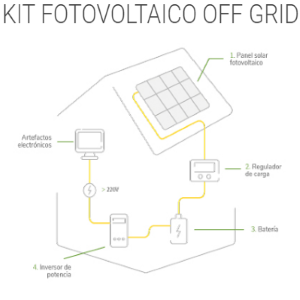 KIT FOTOVOLTAICO OFF GRID
1. Panel solar
fotovoltaico
Artefactos
electrónicos
2. Regulador
de carga
> 220W
3. Batería
4. Inversor de
potencia